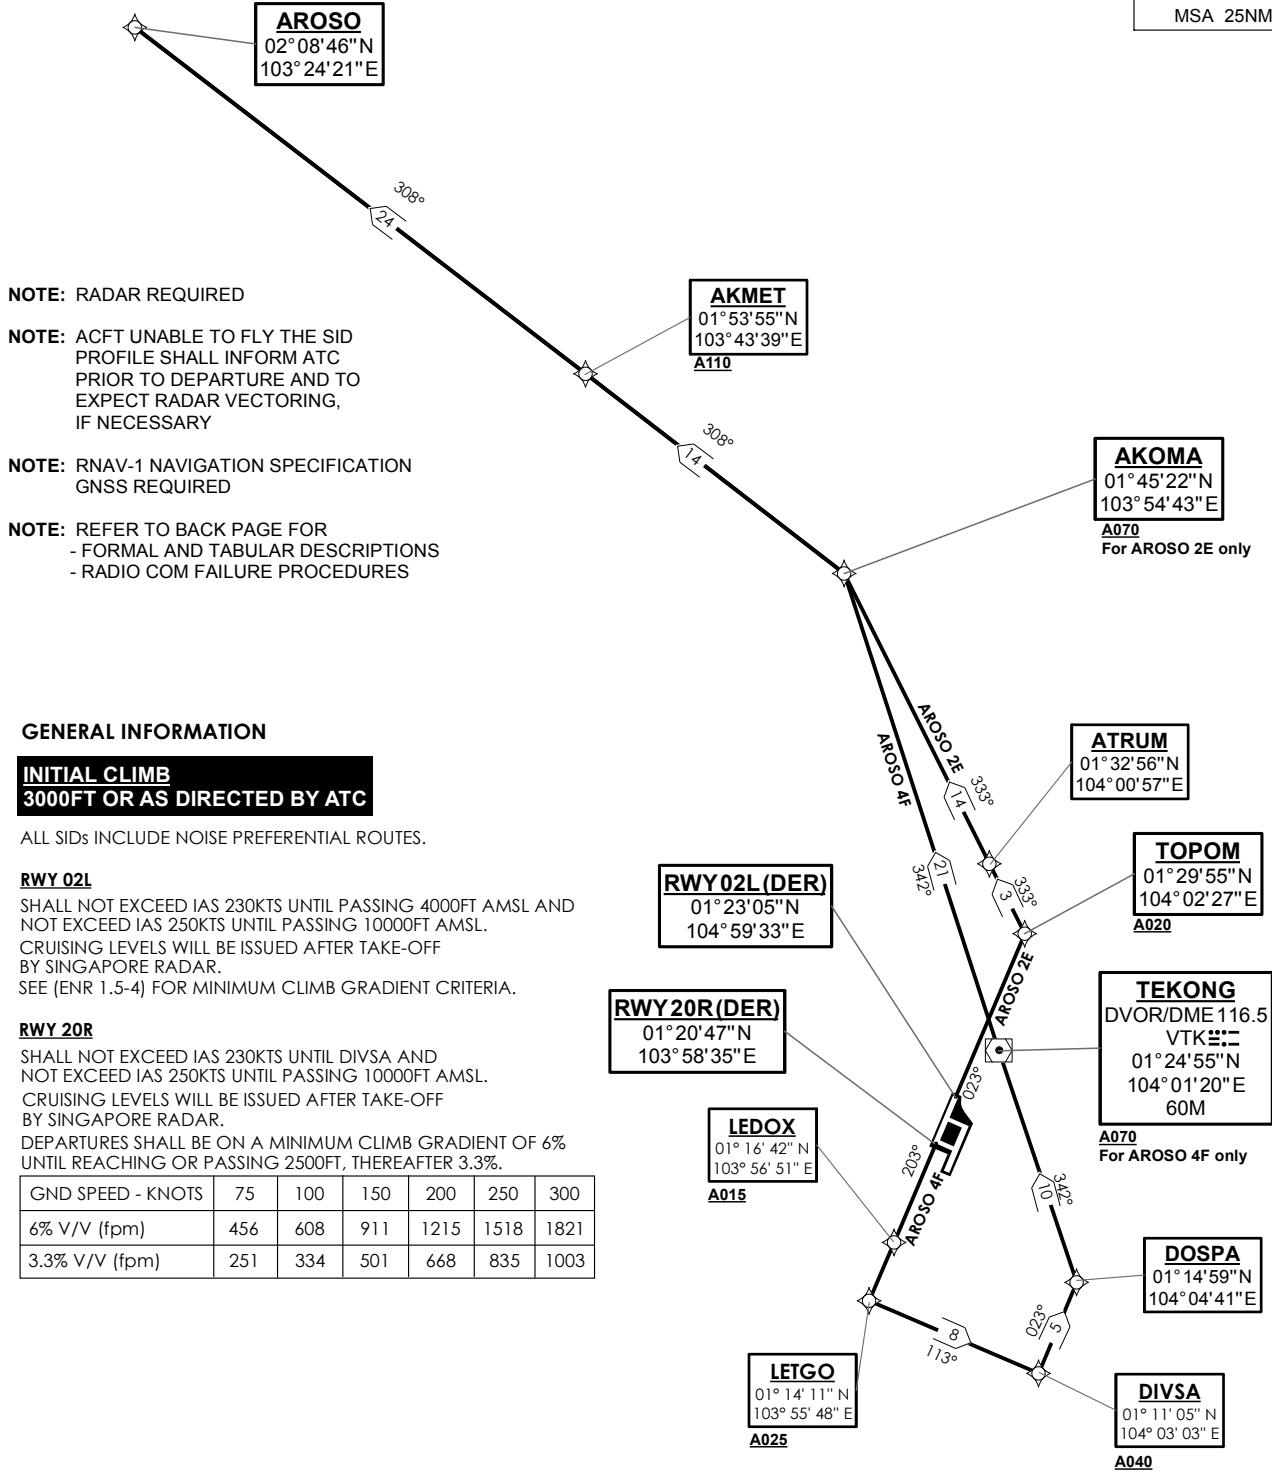 MSA 25NM
AROSO
02°08'46"N
103°24'21"E
308°
24
NOTE: RADAR REQUIRED
NOTE: ACFT UNABLE TO FLY THE SID
PROFILE SHALL INFORM ATC
PRIOR TO DEPARTURE AND TO
EXPECT RADAR VECTORING,
IF NECESSARY
NOTE: RNAV-1 NAVIGATION SPECIFICATION
GNSS REQUIRED
NOTE: REFER TO BACK PAGE FOR
- FORMAL AND TABULAR DESCRIPTIONS
- RADIO COM FAILURE PROCEDURES
AKMET
01°53'55"N
103°43'39"E
A110
308°
14
AKOMA
01°45'22"N
103°54'43"E
A070
For AROSO 2E only
AROSO 2E
AROSO 4F
333°
14
ATRUM
01°32'56"N
104°00'57"E
21
342°
333°
3
TOPOM
01°29'55"N
104°02'27"E
A020
RWY02L(DER)
01°23'05"N
104°59'33"E
AROSO 2E
RWY20R(DER)
01°20'47"N
103°58'35"E
TEKONG
DVOR/DME116.5
VTK
01°24'55"N
104°01'20"E
60M
A070
For AROSO 4F only
023°
203°
AROSO 4F
LEDOX
01° 16' 42" N
103° 56' 51" E
A015
342°
10
DOSPA
01°14'59"N
104°04'41"E
023°
5
8
113°
LETGO
01° 14' 11" N
103° 55' 48" E
A025
DIVSA
01° 11' 05" N
104° 03' 03" E
A040
GENERAL INFORMATION
INITIAL CLIMB
3000FT OR AS DIRECTED BY ATC
ALL SIDs INCLUDE NOISE PREFERENTIAL ROUTES.
RWY 02L
SHALL NOT EXCEED IAS 230KTS UNTIL PASSING 4000FT AMSL AND
NOT EXCEED IAS 250KTS UNTIL PASSING 10000FT AMSL.
CRUISING LEVELS WILL BE ISSUED AFTER TAKE-OFF
BY SINGAPORE RADAR.
SEE (ENR 1.5-4) FOR MINIMUM CLIMB GRADIENT CRITERIA.
RWY 20R
SHALL NOT EXCEED IAS 230KTS UNTIL DIVSA AND
NOT EXCEED IAS 250KTS UNTIL PASSING 10000FT AMSL.
CRUISING LEVELS WILL BE ISSUED AFTER TAKE-OFF
BY SINGAPORE RADAR.
DEPARTURES SHALL BE ON A MINIMUM CLIMB GRADIENT OF 6%
UNTIL REACHING OR PASSING 2500FT, THEREAFTER 3.3%.
GND SPEED - KNOTS 75 100 150 200 250 300
6% V/V (fpm) 456 608 911 1215 1518 1821
3.3% V/V (fpm) 251 334 501 668 835 1003